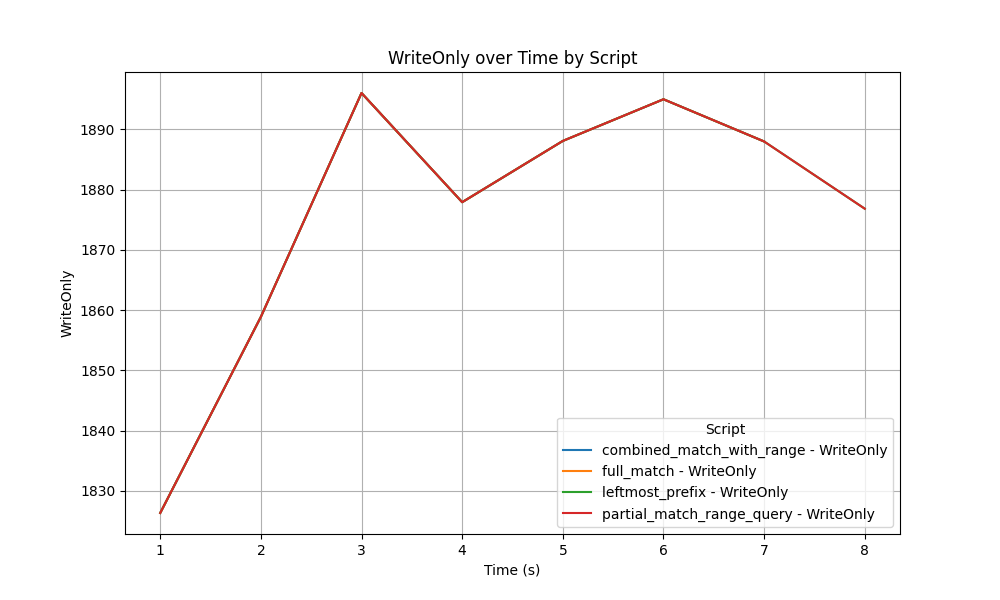 WriteOnly over Time by Script
WriteOnly
1890
1880
1870
1860
1850
1840
1830
Script
combined_match_with_range - WriteOnly
full_match - WriteOnly
leftmost_prefix - WriteOnly
partial_match_range_query - WriteOnly
1 2 3 4 5 6 7 8
Time (s)